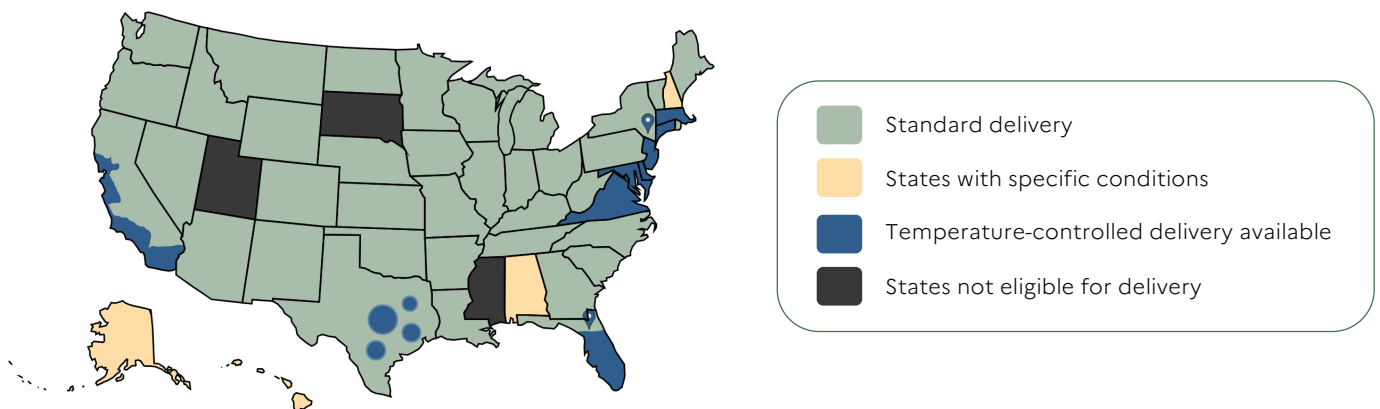 Standard delivery
States with specific conditions
Temperature-controlled delivery available
States not eligible for delivery